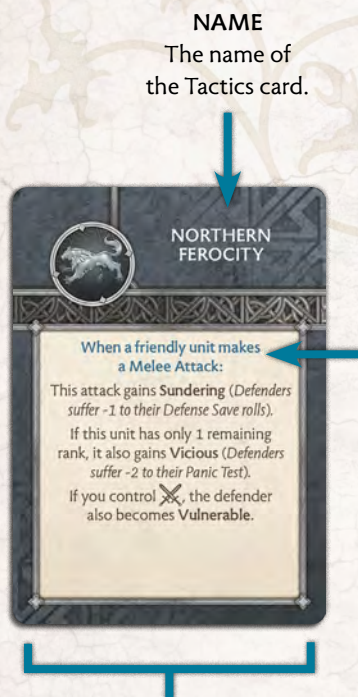 NAME
The name of
the Tactics card.
NORTHERN
FEROCITY
When a friendly unit makes
a Melee Attack:
This attack gains Sundering (Defenders
suffer -1 to their Defense Save rolls).
If this unit has only 1 remaining
rank, it also gains Vicious (Defenders
suffer -2 to their Panic Test).
If you control , the defender
also becomes Vulnerable.